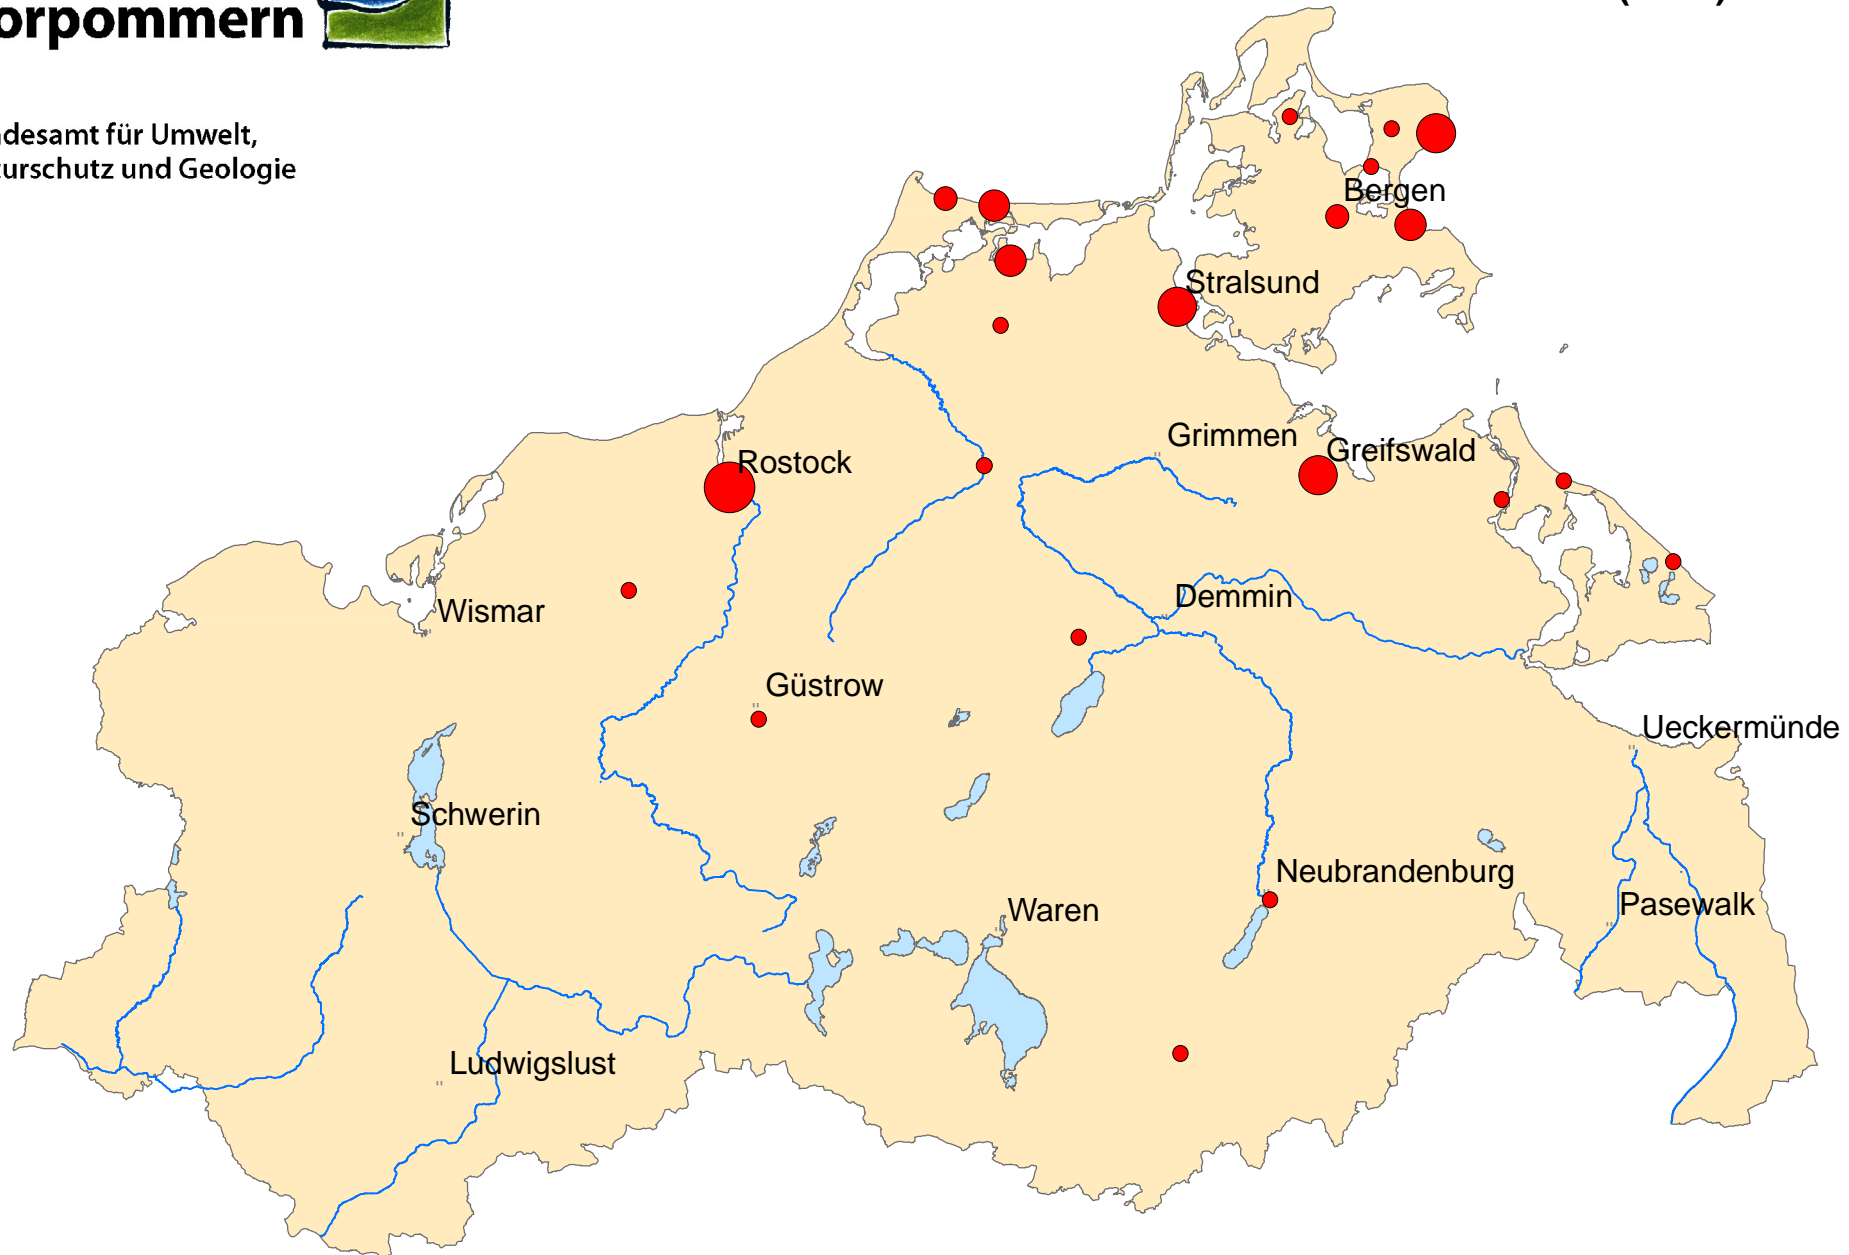 orpommern
desamt für Umwelt,
turschutz und Geologie
Bergen
Stralsund
Grimmen
Greifswald
Rostock
Demmin
Wismar
Güstrow
Ueckermünde
Schwerin
Neubrandenburg
Pasewalk
Waren
Ludwigslust